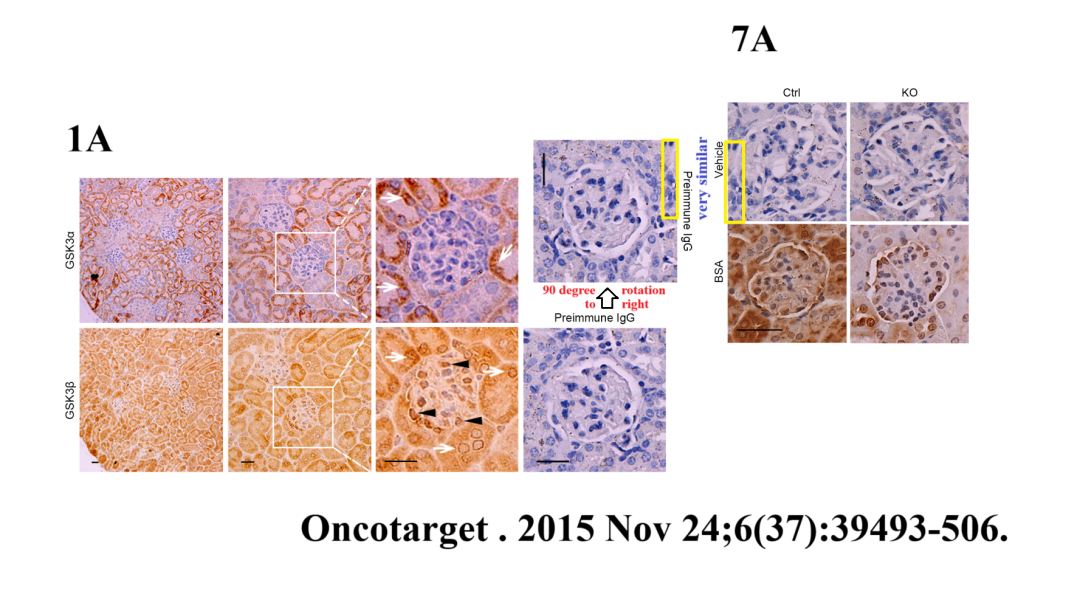 7A
Ctrl KO
1A
Vehicle
very similar
Preimmune IgG
GSK3α
BSA
90 degree rotation
to right
Preimmune IgG
GSK3β
Oncotarget . 2015 Nov 24;6(37):39493-506.